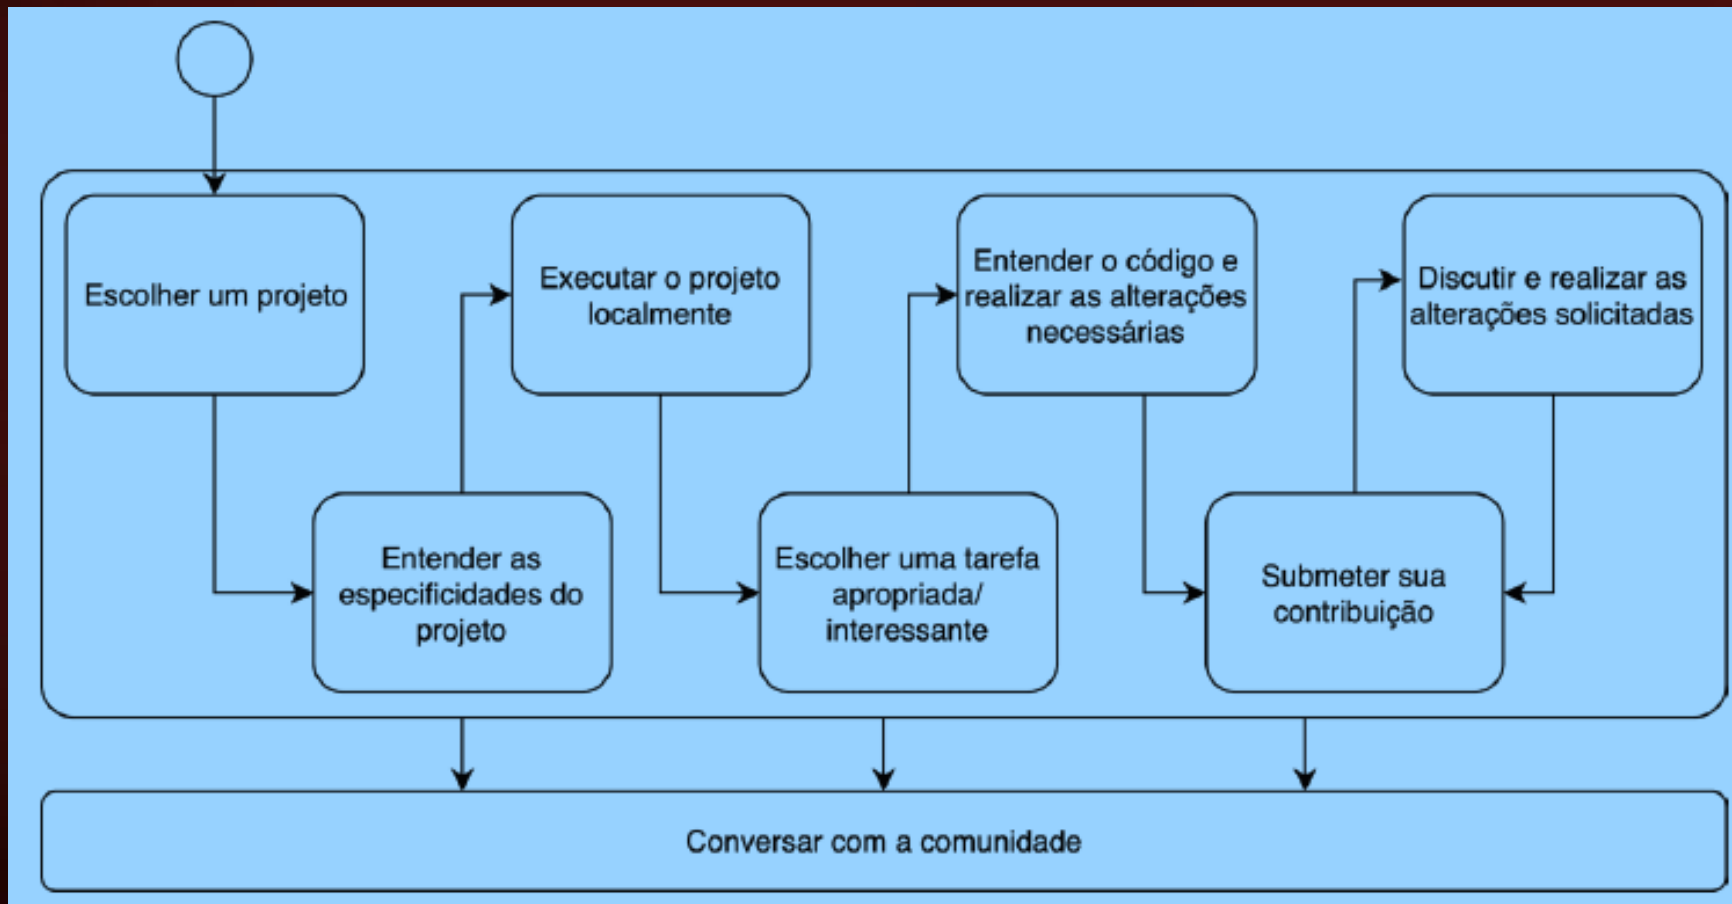 Escolher um projeto
Executar o projeto
localmente
Entender o código e
realizar as alterações
necessárias
Discutir e realizar as
alterações solicitadas
Entender as
especificidades do
projeto
Escolher uma tarefa
apropriada/
interessante
Submeter sua
contribuição
Conversar com a comunidade